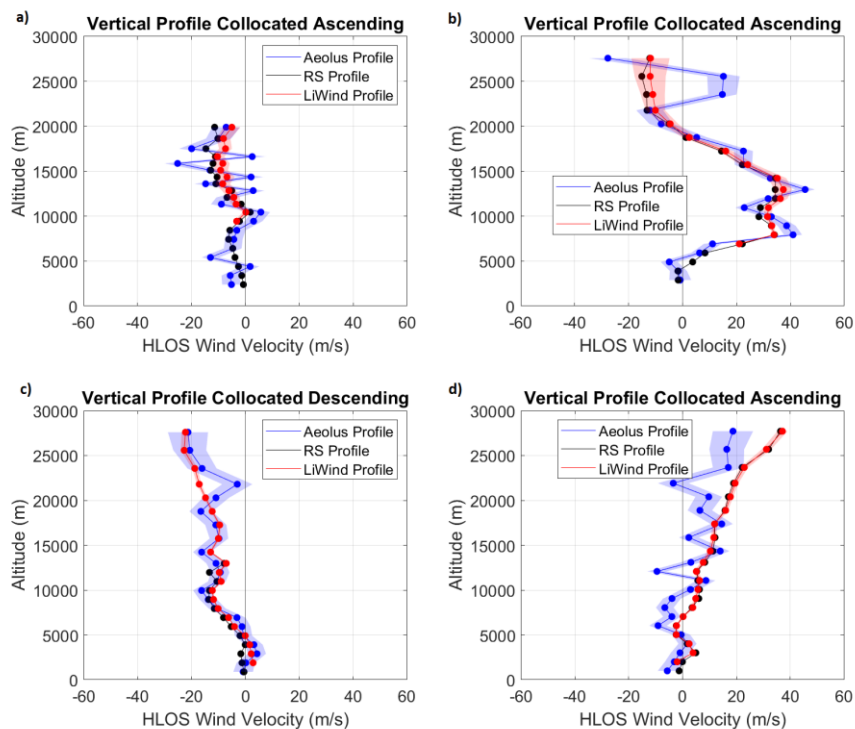 a)
Vertical Profile Collocated Ascending
30000
25000
20000
15000
10000
5000
0
Altitude (m)
Aeolus Profile
RS Profile
LiWind Profile
-60 -40 -20 0 20 40 60
HLOS Wind Velocity (m/s)
b)
Vertical Profile Collocated Ascending
30000
25000
20000
15000
10000
5000
0
Altitude (m)
Aeolus Profile
RS Profile
LiWind Profile
-60 -40 -20 0 20 40 60
HLOS Wind Velocity (m/s)
c)
Vertical Profile Collocated Descending
30000
25000
20000
15000
10000
5000
0
Altitude (m)
Aeolus Profile
RS Profile
LiWind Profile
-60 -40 -20 0 20 40 60
HLOS Wind Velocity (m/s)
d)
Vertical Profile Collocated Ascending
30000
25000
20000
15000
10000
5000
0
Altitude (m)
Aeolus Profile
RS Profile
LiWind Profile
-60 -40 -20 0 20 40 60
HLOS Wind Velocity (m/s)